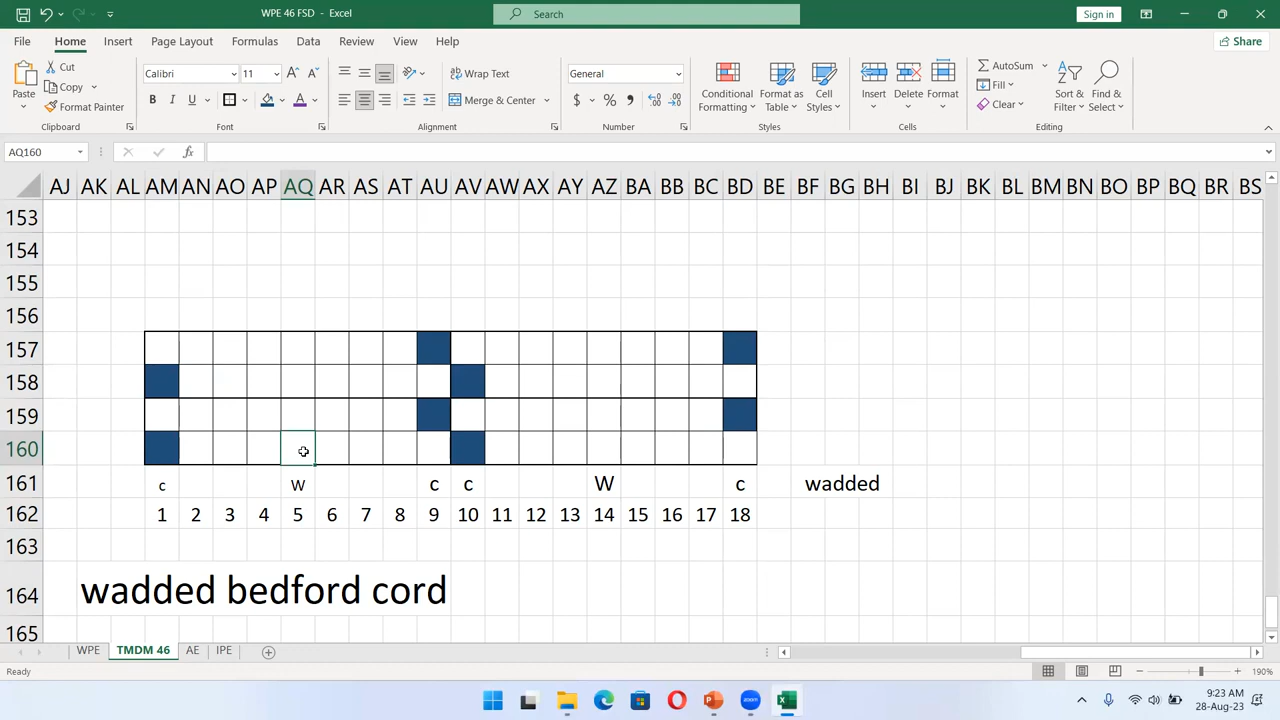 WPE 46 FSD - Excel
Search
Sign in
File Home Insert Page Layout Formulas Data Review View Help
Share
Paste
Cut
Copy
Format Painter
Clipboard
Calibri 11
B I U
Font
Wrap Text
Merge & Center
Alignment
General
$ % ,
Number
Conditional Formatting
Format as Table
Cell Styles
Styles
Insert Delete Format
Cells
AutoSum
Fill
Clear
Sort & Filter
Find & Select
Editing
AQ160
fx
AJ AK AL AM AN AO AP AQ AR AS AT AU AV AW AX AY AZ BA BB BC BD BE BF BG BH BI BJ BK BL BM BN BO BP BQ BR BS
153
154
155
156
157
158
159
160
161 c W c c W c wadded
162 1 2 3 4 5 6 7 8 9 10 11 12 13 14 15 16 17 18
163
164 wadded bedford cord
165
WPE TMDM 46 AE IPE
Ready
190%
zoom
9:23 AM
28-Aug-23